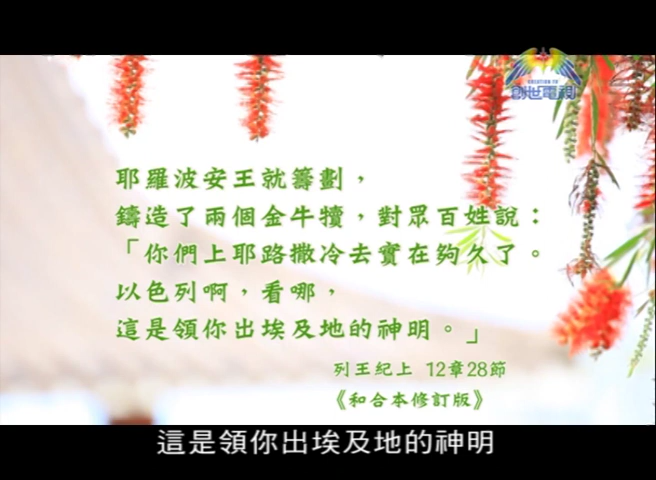 CREATION TV
創世電視
耶羅波安王就籌劃，
鑄造了兩個金牛犢，對眾百姓說：
「你們上耶路撒冷去實在夠久了。
以色列啊，看哪，
這是領你出埃及地的神明。」
列王紀上 12章28節
《和合本修訂版》
這是領你出埃及地的神明